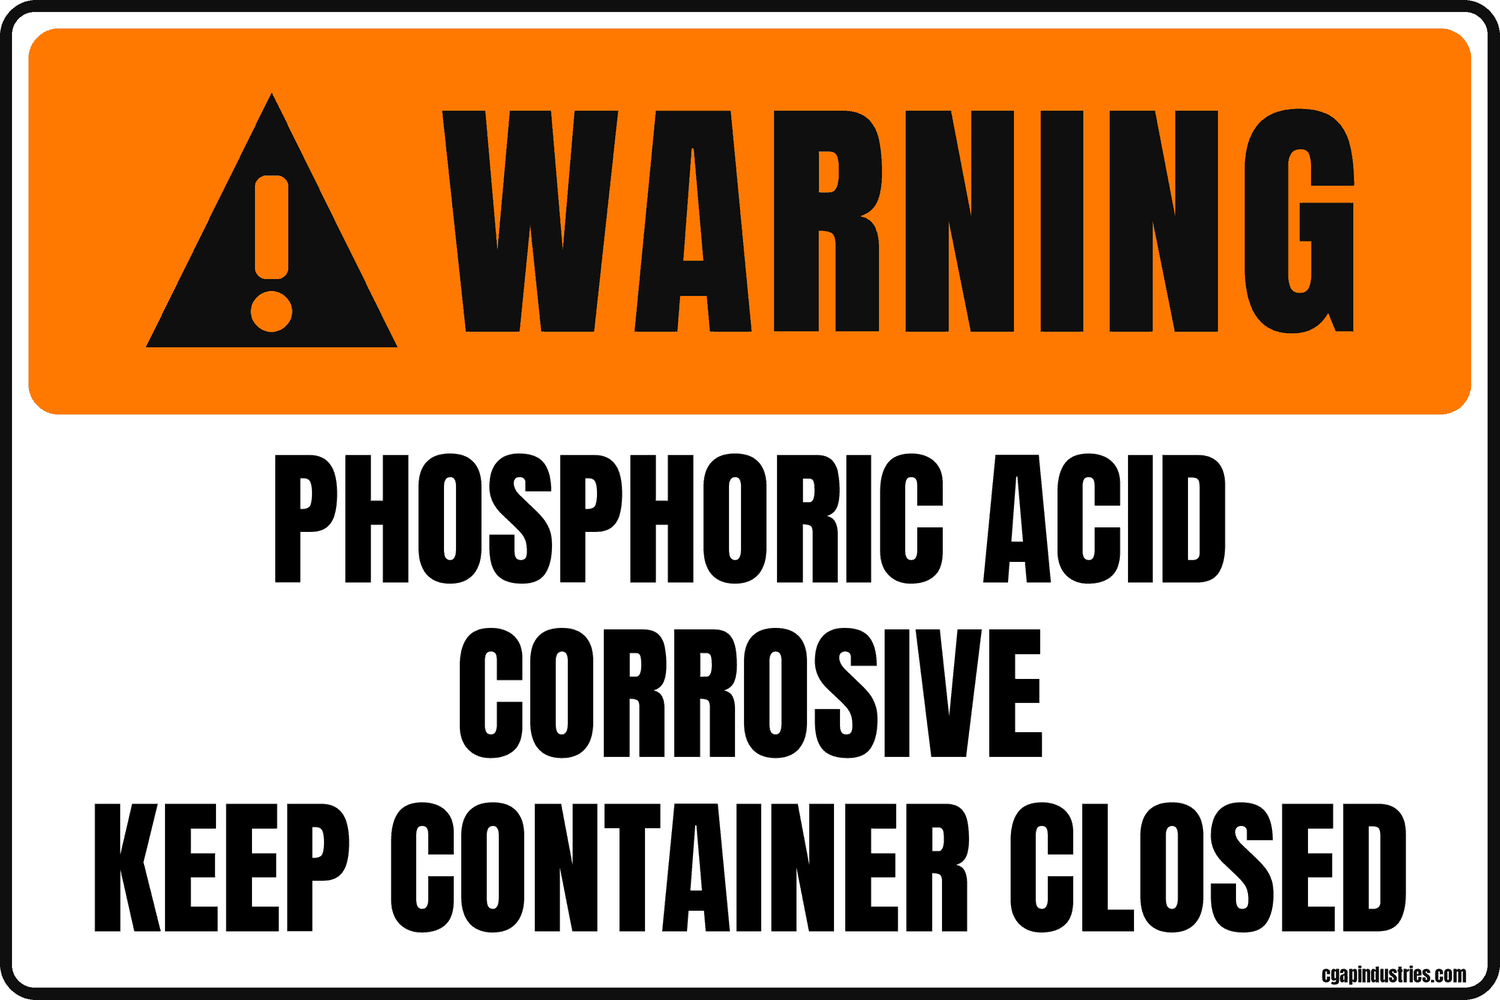 WARNING
PHOSPHORIC ACID
CORROSIVE
KEEP CONTAINER CLOSED
cgapindustries.com